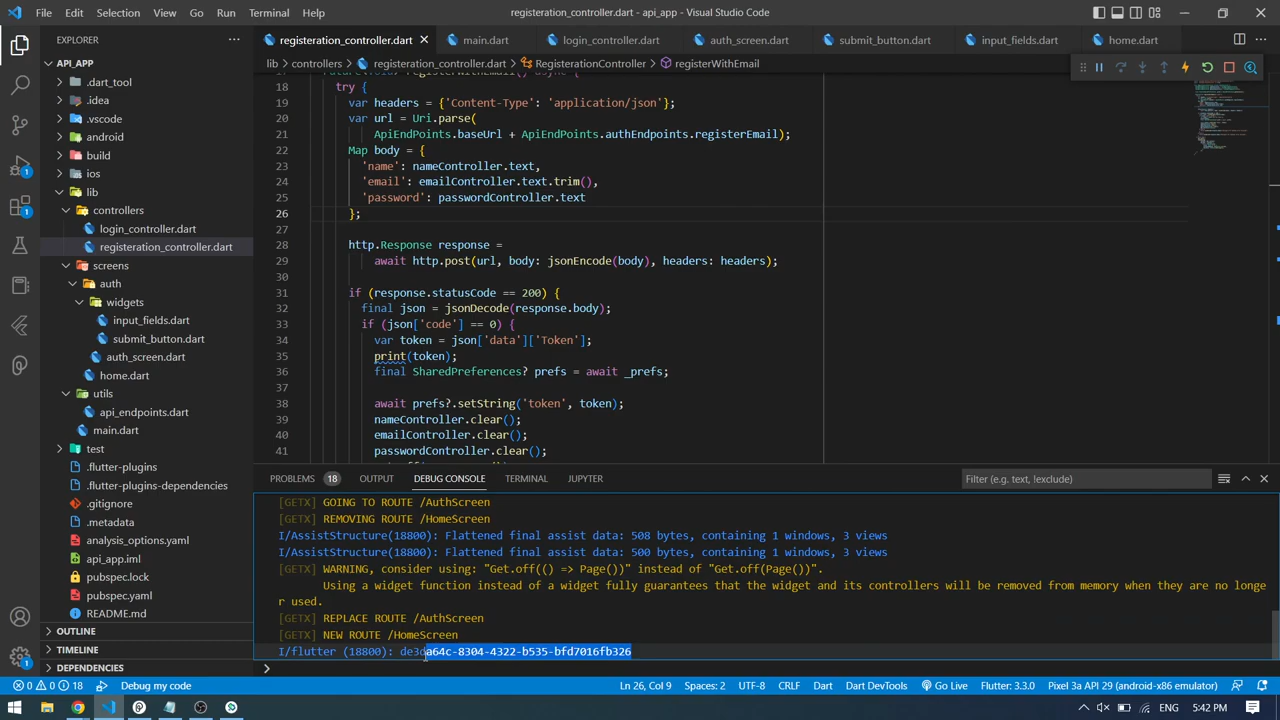 File Edit Selection View Go Run Terminal Help
registeration_controller.dart - api_app - Visual Studio Code
EXPLORER
registeration_controller.dart
main.dart
login_controller.dart
auth_screen.dart
submit_button.dart
input_fields.dart
home.dart
lib > controllers > registeration_controller.dart > RegisterationController > registerWithEmail
API_APP
.dart_tool
.idea
.vscode
android
build
ios
lib
controllers
login_controller.dart
registeration_controller.dart
screens
auth
widgets
input_fields.dart
submit_button.dart
auth_screen.dart
home.dart
utils
api_endpoints.dart
main.dart
test
.flutter-plugins
.flutter-plugins-dependencies
.gitignore
.metadata
analysis_options.yaml
api_app.iml
pubspec.lock
pubspec.yaml
README.md
OUTLINE
TIMELINE
DEPENDENCIES
18 try {
19 var headers = {'Content-Type': 'application/json'};
20 var url = Uri.parse(
21 ApiEndPoints.baseUrl + ApiEndPoints.authEndpoints.registerEmail);
22 Map body = {
23 'name': nameController.text,
24 'email': emailController.text.trim(),
25 'password': passwordController.text
26 };
27
28 http.Response response =
29 await http.post(url, body: jsonEncode(body), headers: headers);
30
31 if (response.statusCode == 200) {
32 final json = jsonDecode(response.body);
33 if (json['code'] == 0) {
34 var token = json['data']['Token'];
35 print(token);
36 final SharedPreferences? prefs = await _prefs;
37
38 await prefs?.setString('token', token);
39 nameController.clear();
40 emailController.clear();
41 passwordController.clear();
PROBLEMS 18 OUTPUT DEBUG CONSOLE TERMINAL JUPYTER
Filter (e.g. text, !exclude)
[GETX] GOING TO ROUTE /AuthScreen
[GETX] REMOVING ROUTE /HomeScreen
I/AssistStructure(18800): Flattened final assist data: 508 bytes, containing 1 windows, 3 views
I/AssistStructure(18800): Flattened final assist data: 500 bytes, containing 1 windows, 3 views
[GETX] WARNING, consider using: "Get.off(() => Page())" instead of "Get.off(Page())".
Using a widget function instead of a widget fully guarantees that the widget and its controllers will be removed from memory when they are no longe
r used.
[GETX] REPLACE ROUTE /AuthScreen
[GETX] NEW ROUTE /HomeScreen
I/flutter (18800): de3da64c-8304-4322-b535-bfd7016fb326
0 0 18 Debug my code
Ln 26, Col 9 Spaces: 2 UTF-8 CRLF Dart Dart DevTools Go Live Flutter: 3.3.0 Pixel 3a API 29 (android-x86 emulator)
ENG 5:42 PM